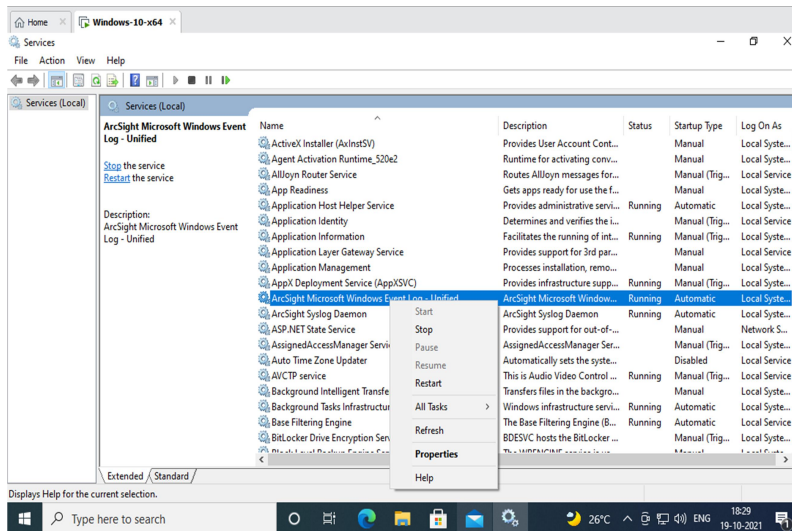 Home
Windows-10-x64
Services
File Action View Help
Services (Local)
Services (Local)
ArcSight Microsoft Windows Event
Log - Unified
Stop the service
Restart the service
Description:
ArcSight Microsoft Windows Event
Log - Unified
Name Description Status Startup Type Log On As
ActiveX Installer (AxInstSV) Provides User Account Cont... Manual Local Syste...
Agent Activation Runtime_520e2 Runtime for activating conv... Manual Local Syste...
AllJoyn Router Service Routes AllJoyn messages for... Manual (Trig... Local Service
App Readiness Gets apps ready for use the f... Manual Local Syste...
Application Host Helper Service Provides administrative servi... Running Automatic Local Syste...
Application Identity Determines and verifies the i... Manual (Trig... Local Service
Application Information Facilitates the running of int... Running Manual (Trig... Local Syste...
Application Layer Gateway Service Provides support for 3rd par... Manual Local Service
Application Management Processes installation, remo... Manual Local Syste...
AppX Deployment Service (AppXSVC) Provides infrastructure supp... Running Manual (Trig... Local Syste...
ArcSight Microsoft Windows Event Log - Unified ArcSight Microsoft Window... Running Automatic Local Syste...
ArcSight Syslog Daemon ArcSight Syslog Daemon Running Automatic Local Syste...
ASP.NET State Service Provides support for out-of-... Manual Network S...
AssignedAccessManager Servi AssignedAccessManager Ser... Manual (Trig... Local Syste...
Auto Time Zone Updater Automatically sets the syste... Disabled Local Service
AVCTP service This is Audio Video Control ... Running Manual (Trig... Local Service
Background Intelligent Transfe Transfers files in the backgro... Manual Local Syste...
Background Tasks Infrastructur Windows infrastructure servi... Running Automatic Local Syste...
Base Filtering Engine The Base Filtering Engine (B... Running Automatic Local Service
BitLocker Drive Encryption Serv BDESVC hosts the BitLocker ... Manual (Trig... Local Syste...
Start
Stop
Pause
Resume
Restart
All Tasks
Refresh
Properties
Help
Extended Standard
Displays Help for the current selection.
Type here to search
26°C
ENG
18:29
19-10-2021